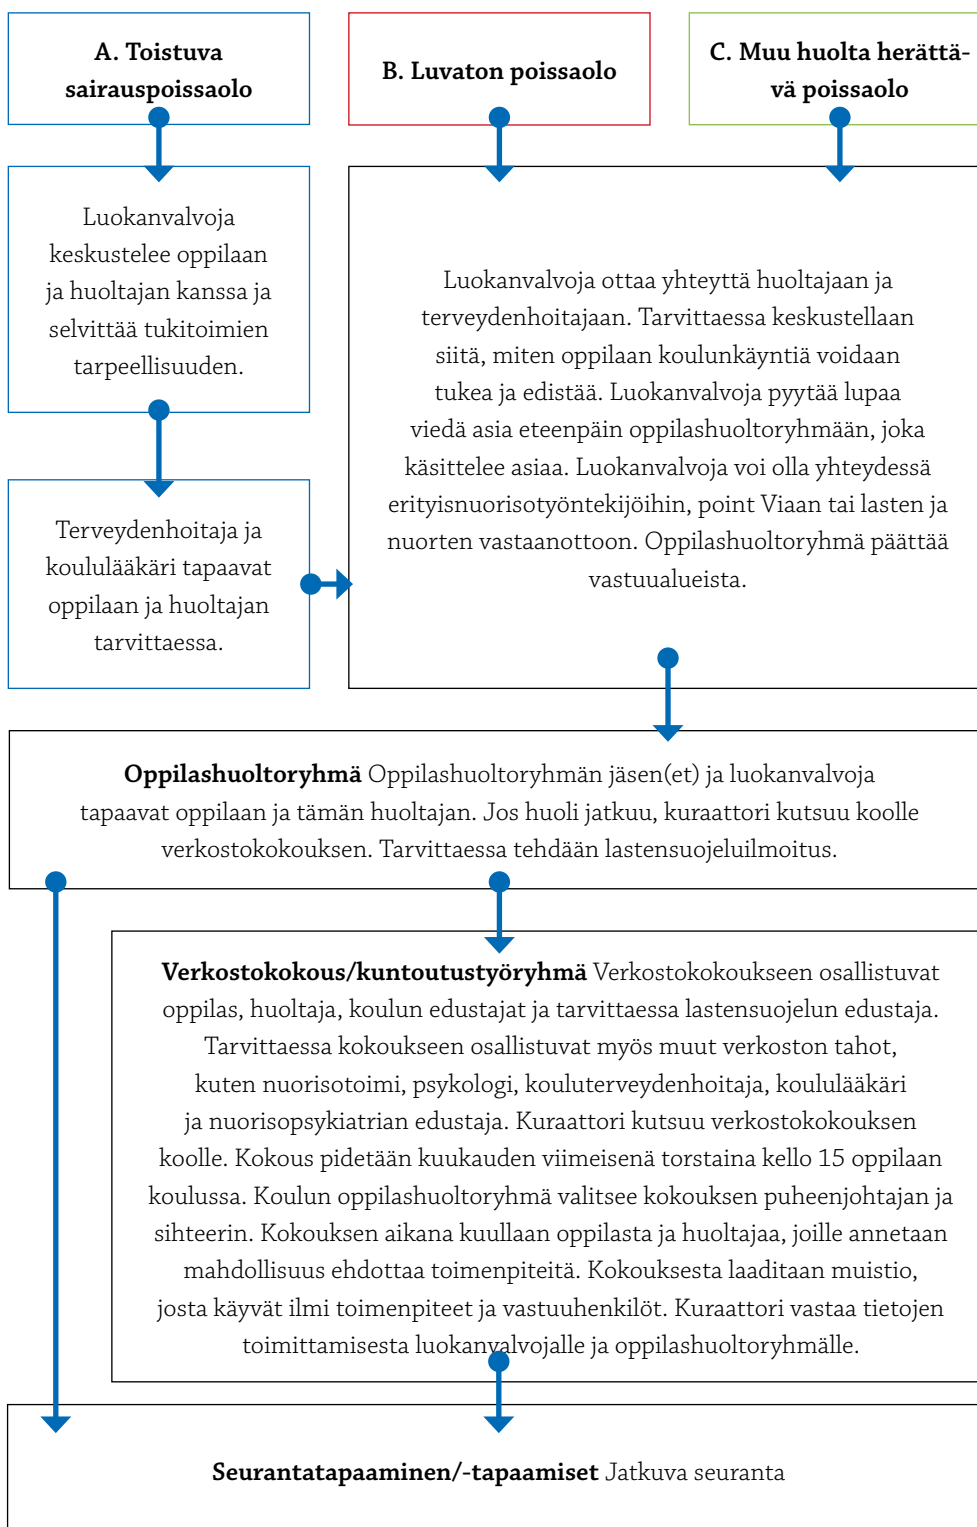 A. Toistuva
sairauspoissaolo
B. Luvaton poissaolo
C. Muu huolta herättä-
vä poissaolo
Luokanvalvoja
keskustelee oppilaan
ja huoltajan kanssa ja
selvittää tukitoimien
tarpeellisuuden.
Terveydenhoitaja ja
koululääkäri tapaavat
oppilaan ja huoltajan
tarvittaessa.
Luokanvalvoja ottaa yhteyttä huoltajaan ja
terveydenhoitajaan. Tarvittaessa keskustellaan
siitä, miten oppilaan koulunkäyntiä voidaan
tukea ja edistää. Luokanvalvoja pyytää lupaa
viedä asia eteenpäin oppilashuoltoryhmään, joka
käsittelee asiaa. Luokanvalvoja voi olla yhteydessä
erityisnuorisotyöntekijöihin, point Viaan tai lasten ja
nuorten vastaanottoon. Oppilashuoltoryhmä päättää
vastuualueista.
Oppilashuoltoryhmä Oppilashuoltoryhmän jäsen(et) ja luokanvalvoja
tapaavat oppilaan ja tämän huoltajan. Jos huoli jatkuu, kuraattori kutsuu koolle
verkostokokouksen. Tarvittaessa tehdään lastensuojeluilmoitus.
Verkostokokous/kuntoutustyöryhmä Verkostokokoukseen osallistuvat
oppilas, huoltaja, koulun edustajat ja tarvittaessa lastensuojelun edustaja.
Tarvittaessa kokoukseen osallistuvat myös muut verkoston tahot,
kuten nuorisotoimi, psykologi, kouluterveydenhoitaja, koululääkäri
ja nuorisopsykiatrian edustaja. Kuraattori kutsuu verkostokokouksen
koolle. Kokous pidetään kuukauden viimeisenä torstaina kello 15 oppilaan
koulussa. Koulun oppilashuoltoryhmä valitsee kokouksen puheenjohtajan ja
sihteerin. Kokouksen aikana kuullaan oppilasta ja huoltajaa, joille annetaan
mahdollisuus ehdottaa toimenpiteitä. Kokouksesta laaditaan muistio,
josta käyvät ilmi toimenpiteet ja vastuuhenkilöt. Kuraattori vastaa tietojen
toimittamisesta luokanvalvojalle ja oppilashuoltoryhmälle.
Seurantatapaaminen/-tapaamiset Jatkuva seuranta